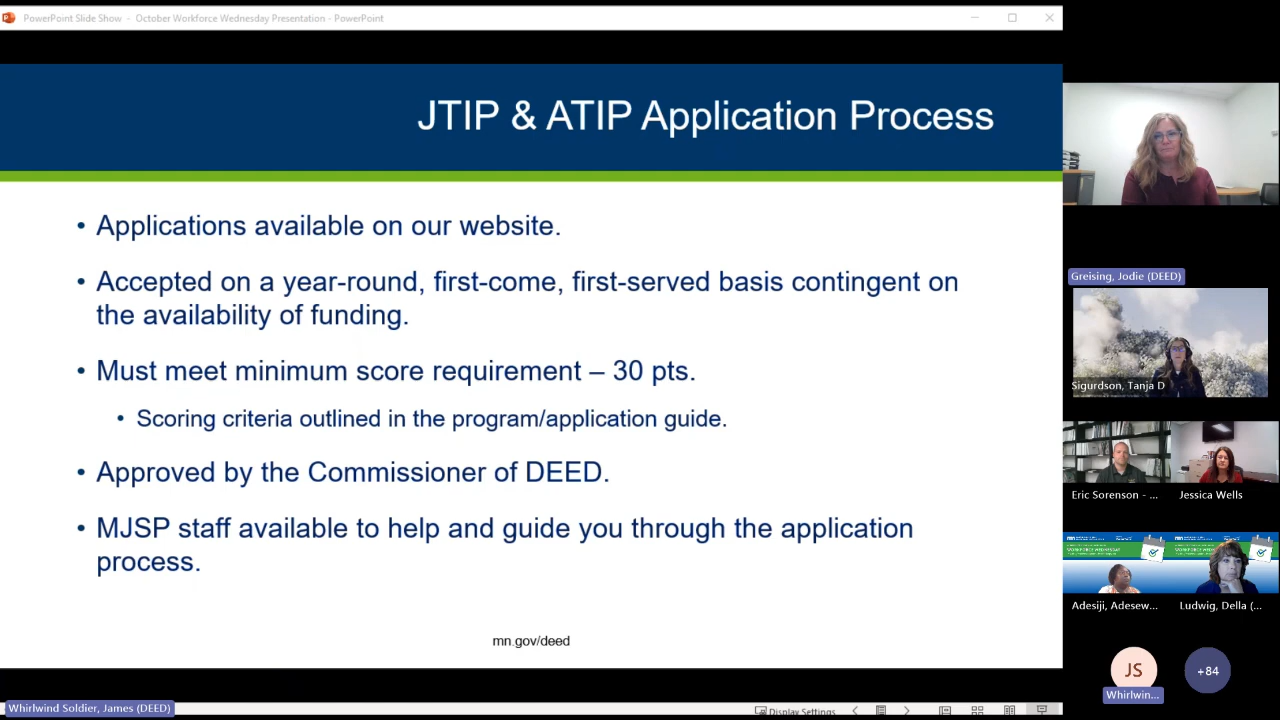 PowerPoint Slide Show - October Workforce Wednesday Presentation - PowerPoint
JTIP & ATIP Application Process
• Applications available on our website.
• Accepted on a year-round, first-come, first-served basis contingent on
the availability of funding.
• Must meet minimum score requirement – 30 pts.
• Scoring criteria outlined in the program/application guide.
• Approved by the Commissioner of DEED.
• MJSP staff available to help and guide you through the application
process.
mn.gov/deed
Whirlwind Soldier, James (DEED)
Display Settings
Greising, Jodie (DEED)
Sigurdson, Tanja D
Eric Sorenson - ...
Jessica Wells
WORKFORCE WEDNESDAY
Adesiji, Adesew...
Ludwig, Della (...
JS
+84
Whirlwin...